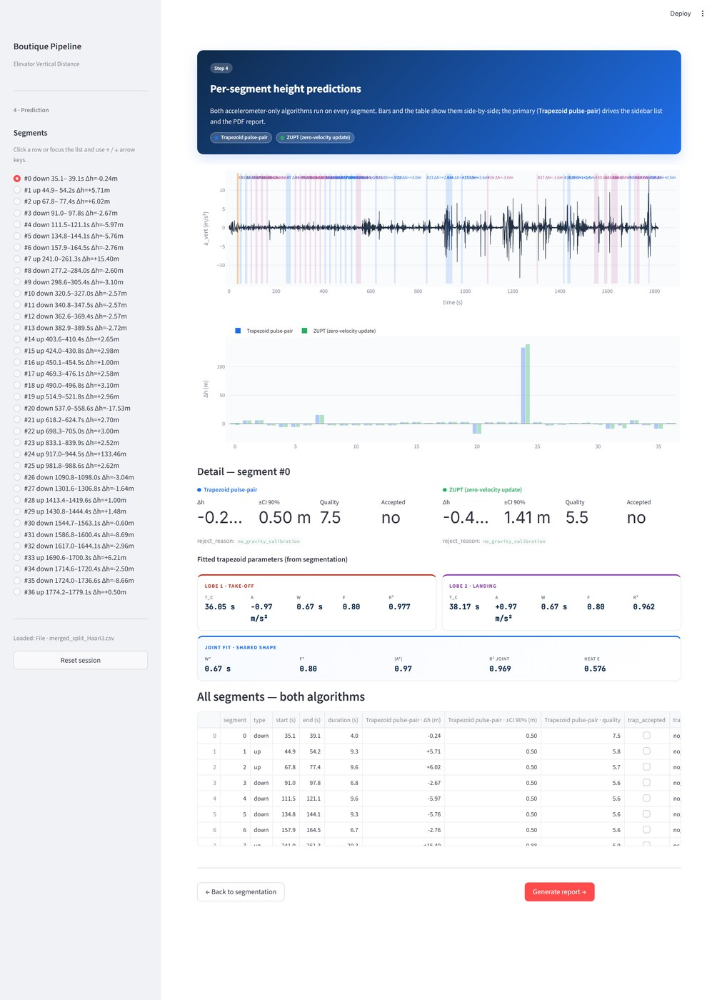 Deploy
Boutique Pipeline
Elevator Vertical Distance
4 · Prediction
Segments
Click a row or focus the list and use ↑ / ↓ arrow
keys.
#0 down 35.1– 39.1s Δh=-0.24m
#1 up 44.9– 54.2s Δh=+5.71m
#2 up 67.8– 77.4s Δh=+6.02m
#3 down 91.0– 97.8s Δh=-2.67m
#4 down 111.5–121.1s Δh=-5.97m
#5 down 134.8–144.1s Δh=-5.76m
#6 down 157.9–164.5s Δh=-2.76m
#7 up 241.0–261.3s Δh=+15.40m
#8 down 277.2–284.0s Δh=-2.60m
#9 down 298.6–305.4s Δh=-3.10m
#10 down 320.5–327.0s Δh=-2.57m
#11 down 340.8–347.5s Δh=-2.57m
#12 down 362.6–369.4s Δh=-2.57m
#13 down 382.9–389.5s Δh=-2.72m
#14 up 403.6–410.4s Δh=+2.65m
#15 up 424.0–430.8s Δh=+2.98m
#16 up 450.1–454.5s Δh=+1.00m
#17 up 469.3–476.1s Δh=+2.58m
#18 up 490.0–496.8s Δh=+3.10m
#19 up 514.9–521.8s Δh=+2.96m
#20 down 537.0–558.6s Δh=-17.53m
#21 up 618.2–624.7s Δh=+2.70m
#22 up 698.3–705.0s Δh=+3.00m
#23 up 833.1–839.9s Δh=+2.52m
#24 up 917.0–944.5s Δh=+133.46m
#25 up 981.8–988.6s Δh=+2.62m
#26 down 1090.8–1098.0s Δh=-3.04m
#27 down 1301.6–1306.8s Δh=-1.64m
#28 up 1413.4–1419.6s Δh=+1.00m
#29 up 1430.8–1444.4s Δh=+1.48m
#30 down 1544.7–1563.1s Δh=-0.60m
#31 down 1586.8–1600.4s Δh=-8.69m
#32 down 1617.0–1644.1s Δh=-2.96m
#33 up 1690.6–1700.3s Δh=+6.21m
#34 down 1714.6–1720.4s Δh=-2.50m
#35 down 1724.0–1736.6s Δh=-8.66m
#36 up 1774.2–1779.1s Δh=+0.50m
Loaded: File · merged_split_Haari3.csv
Reset session
Step 4
Per-segment height predictions
Both accelerometer-only algorithms run on every segment. Bars and the table show them side-by-side; the primary (Trapezoid pulse-pair) drives the sidebar list
and the PDF report.
Trapezoid pulse-pair ZUPT (zero-velocity update)
#26 Δh=-3.0m #27 Δh=-1.6m
10
5
0
−5
−10
a_vert (m/s²)
0 200 400 600 800 1000 1200 1400 1600 1800
time (s)
Trapezoid pulse-pair ZUPT (zero-velocity update)
100
50
0
Δh (m)
0 5 10 15 20 25 30 35
Detail — segment #0
Trapezoid pulse-pair ZUPT (zero-velocity update)
Δh ±CI 90% Quality Accepted Δh ±CI 90% Quality Accepted
-0.2... 0.50 m 7.5 no -0.4... 1.41 m 5.5 no
reject_reason: no_gravity_calibration reject_reason: no_gravity_calibration
Fitted trapezoid parameters (from segmentation)
LOBE 1 · TAKE-OFF LOBE 2 · LANDING
T_C A W F R² T_C A W F R²
36.05 s -0.97 m/s² 0.67 s 0.80 0.977 38.17 s +0.97 m/s² 0.67 s 0.80 0.962
JOINT FIT · SHARED SHAPE
W* F* |A*| R² JOINT HEAT E
0.67 s 0.80 0.97 0.969 0.576
All segments — both algorithms
segment type start (s) end (s) duration (s) Trapezoid pulse-pair · Δh (m) Trapezoid pulse-pair · ±CI 90% (m) Trapezoid pulse-pair · quality trap_accepted tra
0 0 down 35.1 39.1 4.0 -0.24 0.50 7.5 no_
1 1 up 44.9 54.2 9.3 +5.71 0.50 5.8 no_
2 2 up 67.8 77.4 9.6 +6.02 0.50 5.7 no_
3 3 down 91.0 97.8 6.8 -2.67 0.50 5.6 no_
4 4 down 111.5 121.1 9.6 -5.97 0.50 5.6 no_
5 5 down 134.8 144.1 9.3 -5.76 0.50 5.6 no_
6 6 down 157.9 164.5 6.7 -2.76 0.50 5.6 no_
← Back to segmentation Generate report →